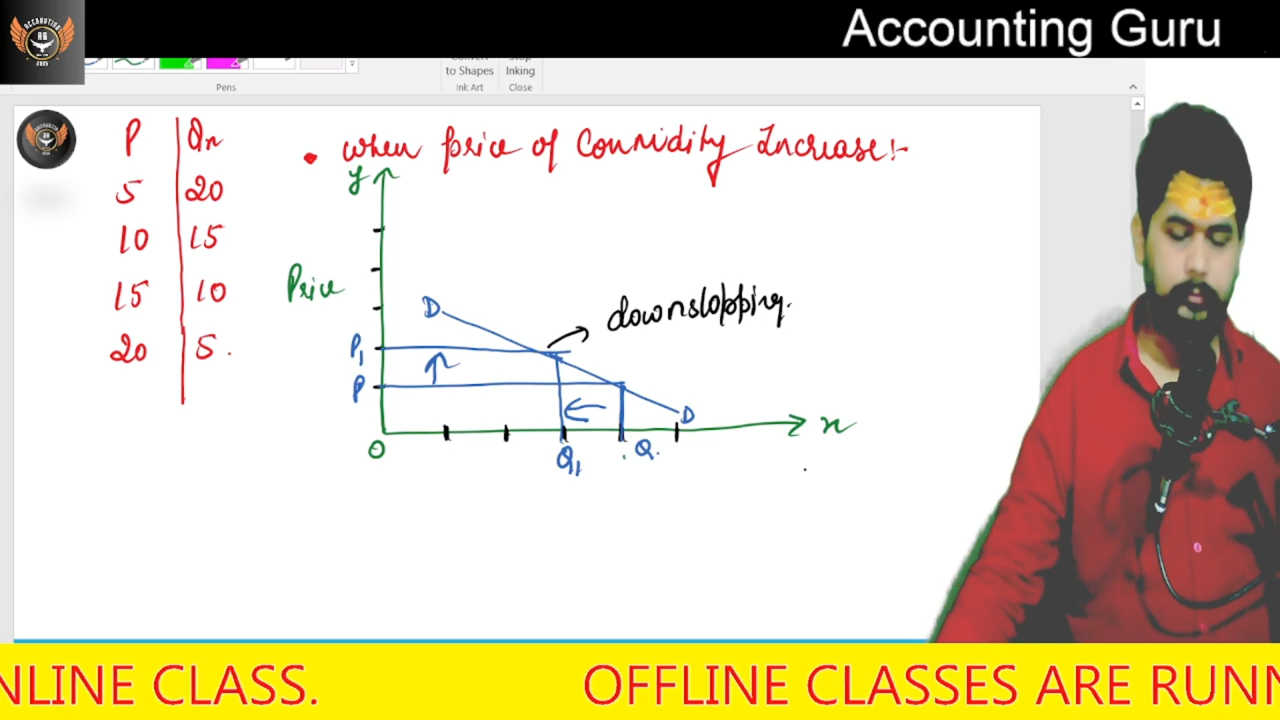 Accounting Guru
to Shapes
Inking
Pens
Ink Art
Close
P Qx
5 20
10 15
15 10
20 5.
• when price of Commidity Increase:-
y
Price
P1
P
O
D
downslopping.
D
x
Q1
Q.
NLINE CLASS. OFFLINE CLASSES ARE RUNN